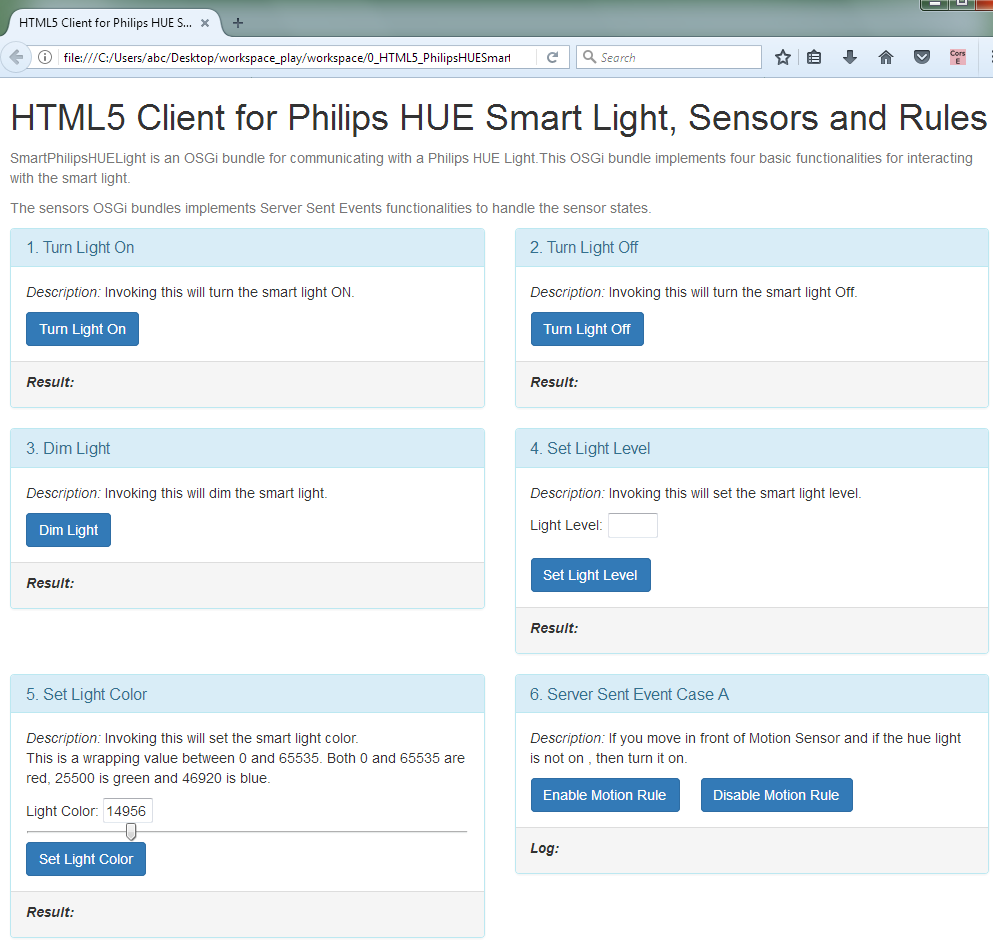 HTML5 Client for Philips HUE S... ×
file:///C:/Users/abc/Desktop/workspace_play/workspace/0_HTML5_PhilipsHUESmart
Search
Cors
E
HTML5 Client for Philips HUE Smart Light, Sensors and Rules
SmartPhilipsHUELight is an OSGi bundle for communicating with a Philips HUE Light.This OSGi bundle implements four basic functionalities for interacting
with the smart light.
The sensors OSGi bundles implements Server Sent Events functionalities to handle the sensor states.
1. Turn Light On
Description: Invoking this will turn the smart light ON.
Turn Light On
Result:
2. Turn Light Off
Description: Invoking this will turn the smart light Off.
Turn Light Off
Result:
3. Dim Light
Description: Invoking this will dim the smart light.
Dim Light
Result:
4. Set Light Level
Description: Invoking this will set the smart light level.
Light Level:
Set Light Level
Result:
5. Set Light Color
Description: Invoking this will set the smart light color.
This is a wrapping value between 0 and 65535. Both 0 and 65535 are
red, 25500 is green and 46920 is blue.
Light Color: 14956
Set Light Color
Result:
6. Server Sent Event Case A
Description: If you move in front of Motion Sensor and if the hue light
is not on , then turn it on.
Enable Motion Rule Disable Motion Rule
Log: